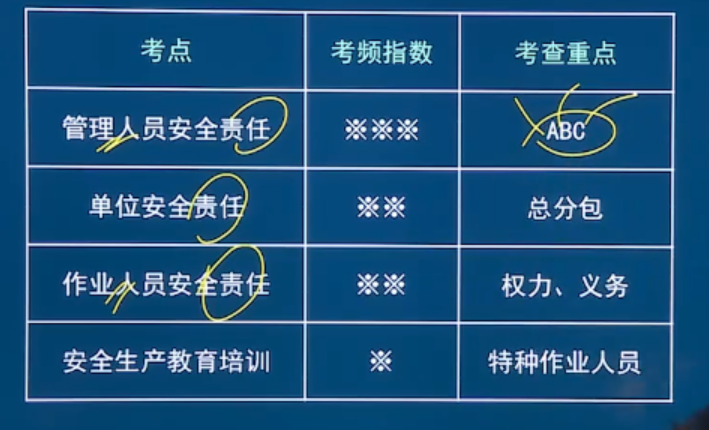 考点 考频指数 考查重点
管理人员安全责任 ※※※ ABC
单位安全责任 ※※ 总分包
作业人员安全责任 ※※ 权力、义务
安全生产教育培训 ※ 特种作业人员